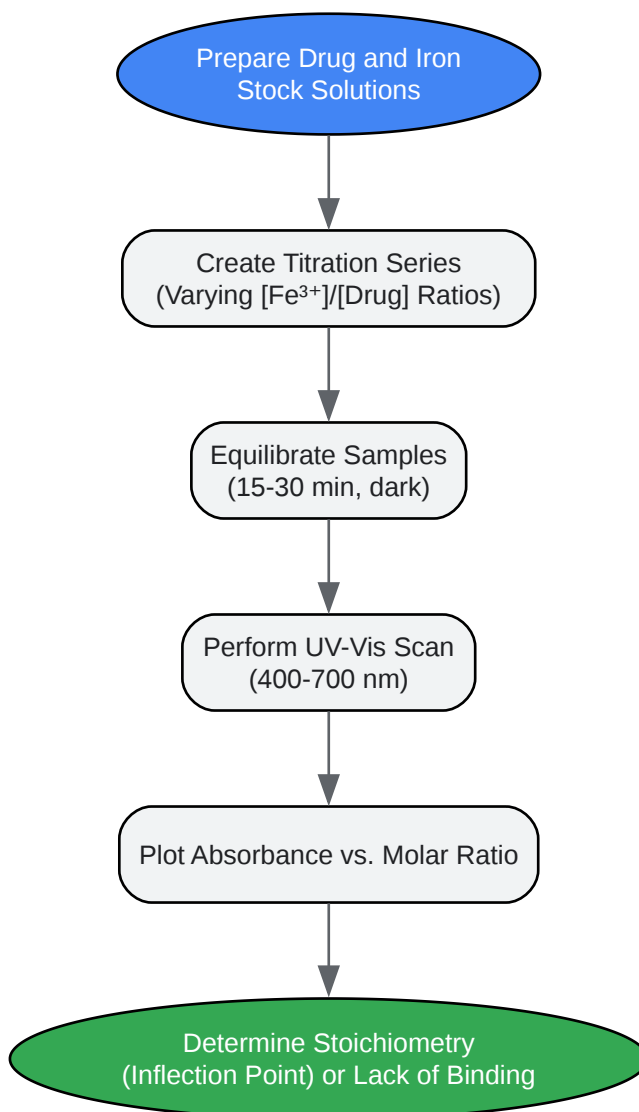 Prepare Drug and Iron
Stock Solutions
Create Titration Series
(Varying [Fe³⁺]/[Drug] Ratios)
Equilibrate Samples
(15-30 min, dark)
Perform UV-Vis Scan
(400-700 nm)
Plot Absorbance vs. Molar Ratio
Determine Stoichiometry
(Inflection Point) or Lack of Binding